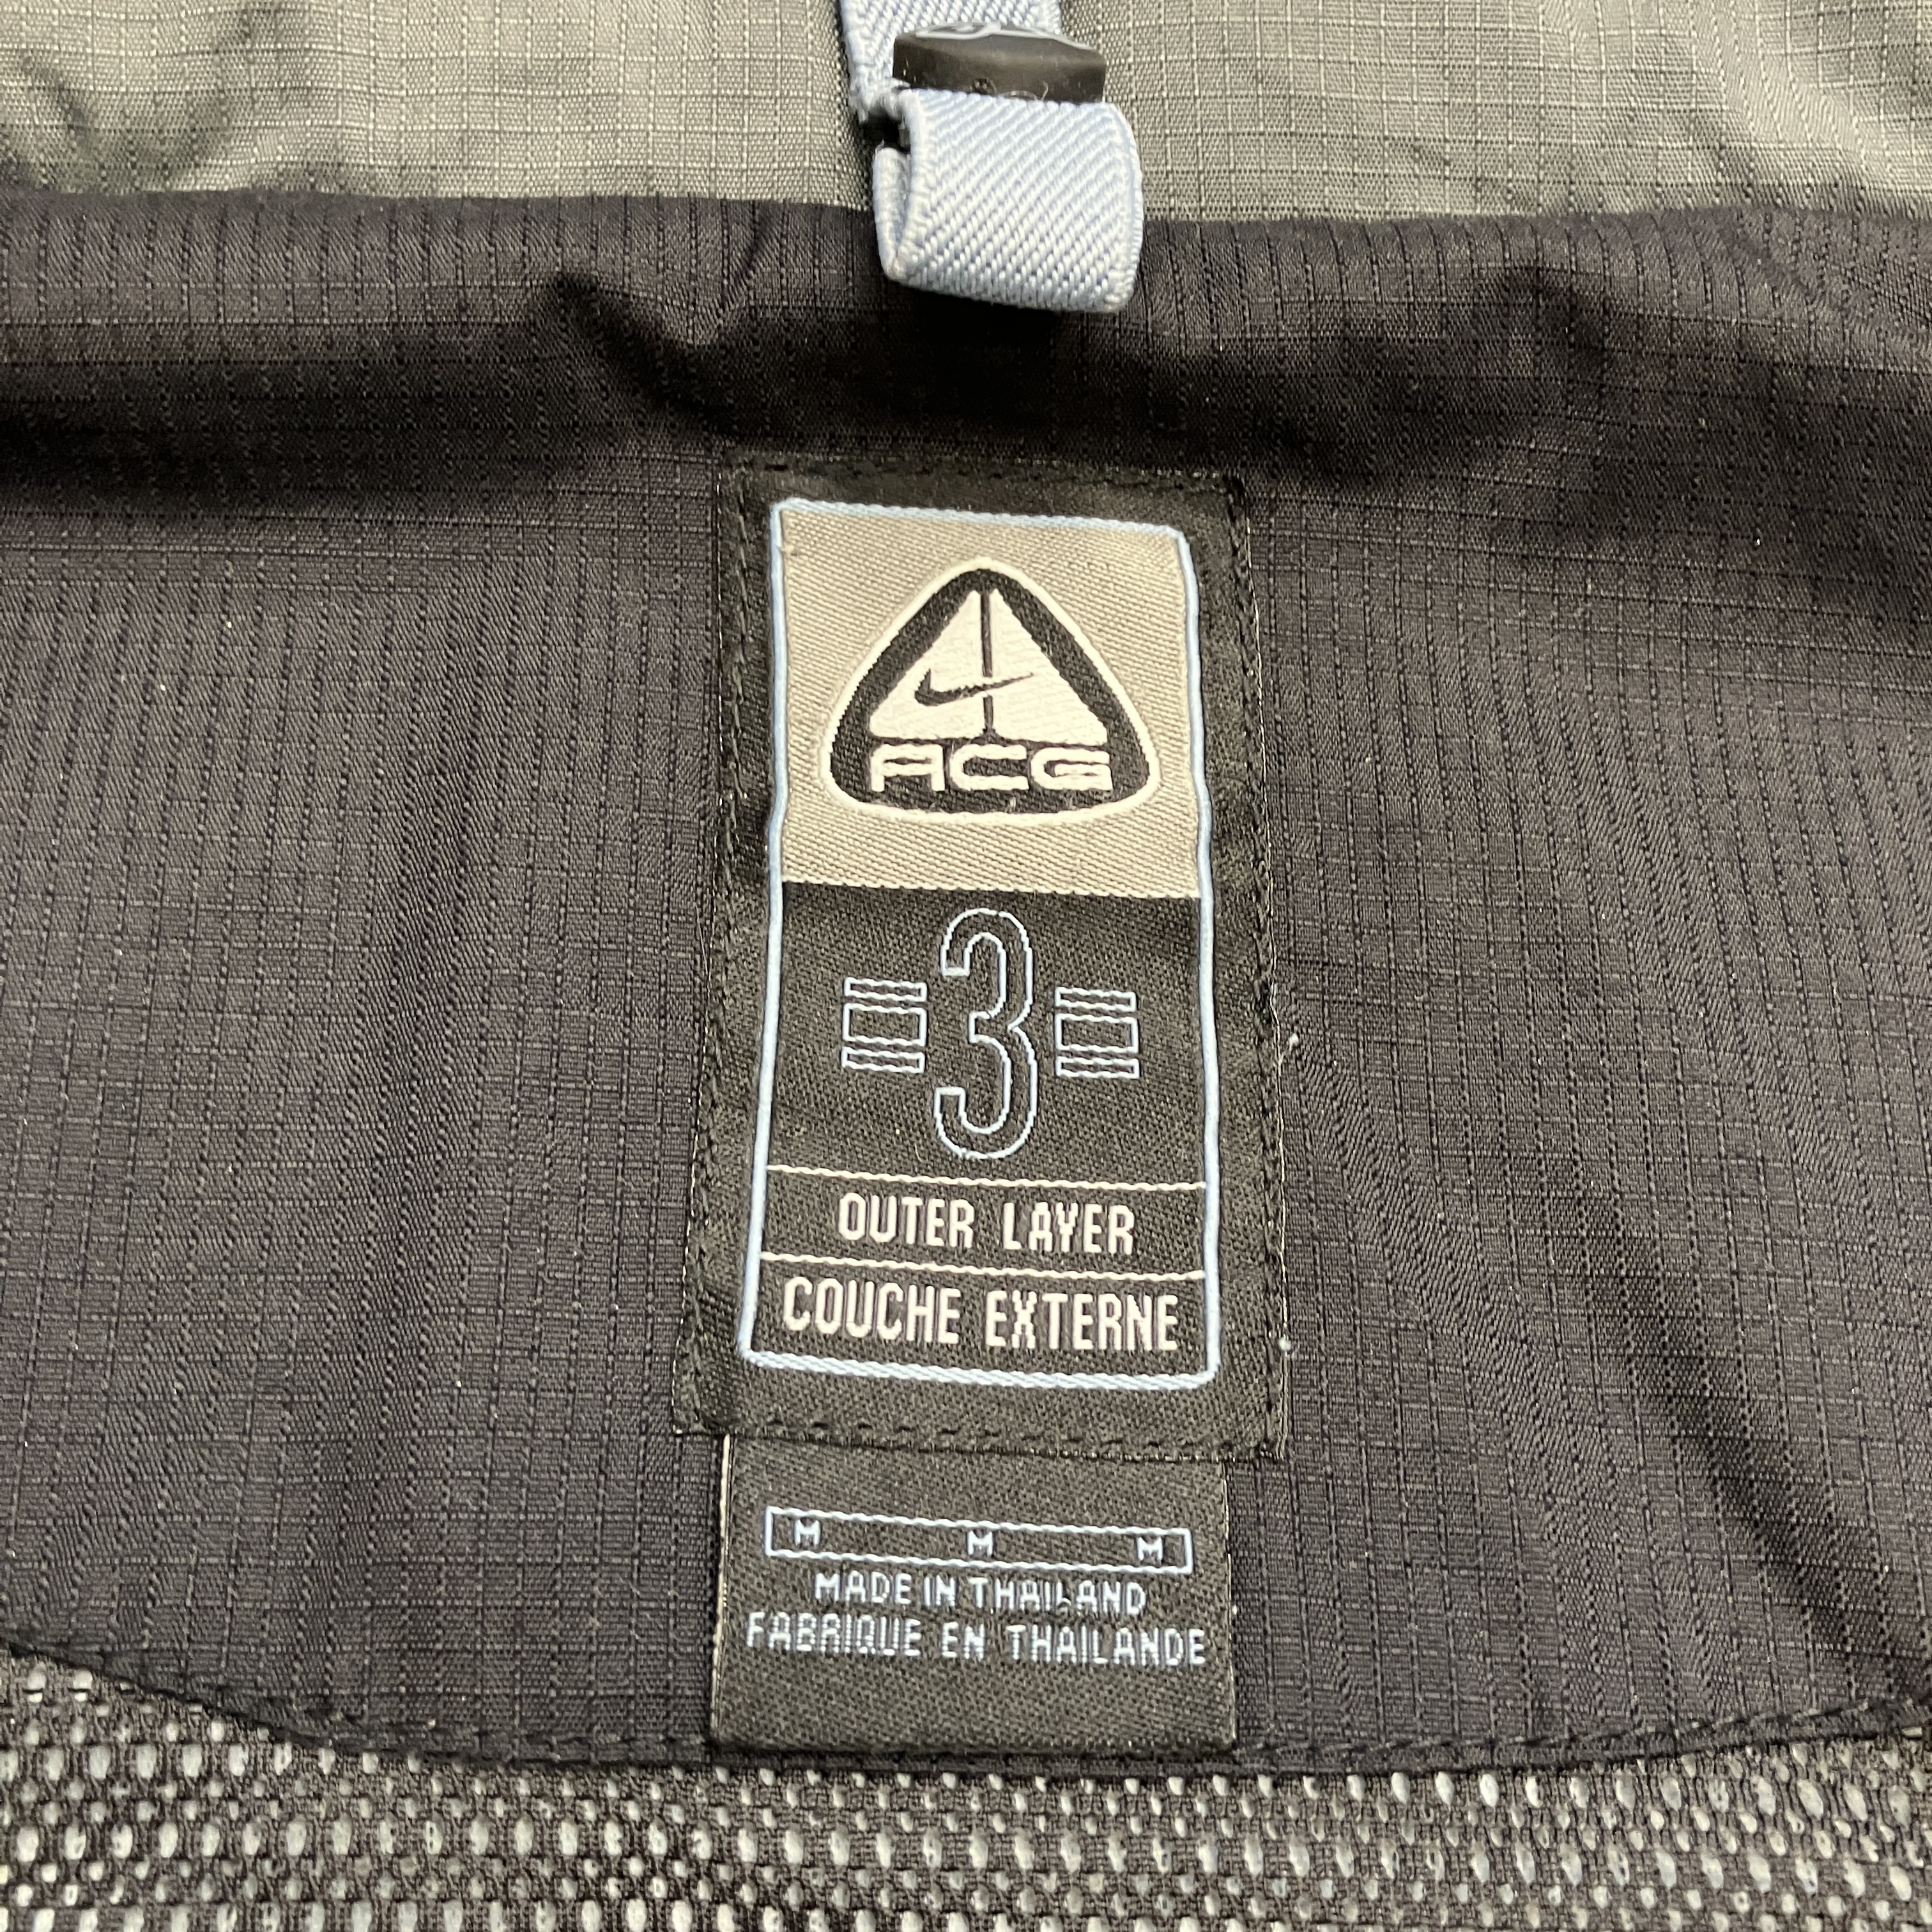 ACG
3
OUTER LAYER
COUCHE EXTERNE
M M M
MADE IN THAILAND
FABRIQUE EN THAILANDE